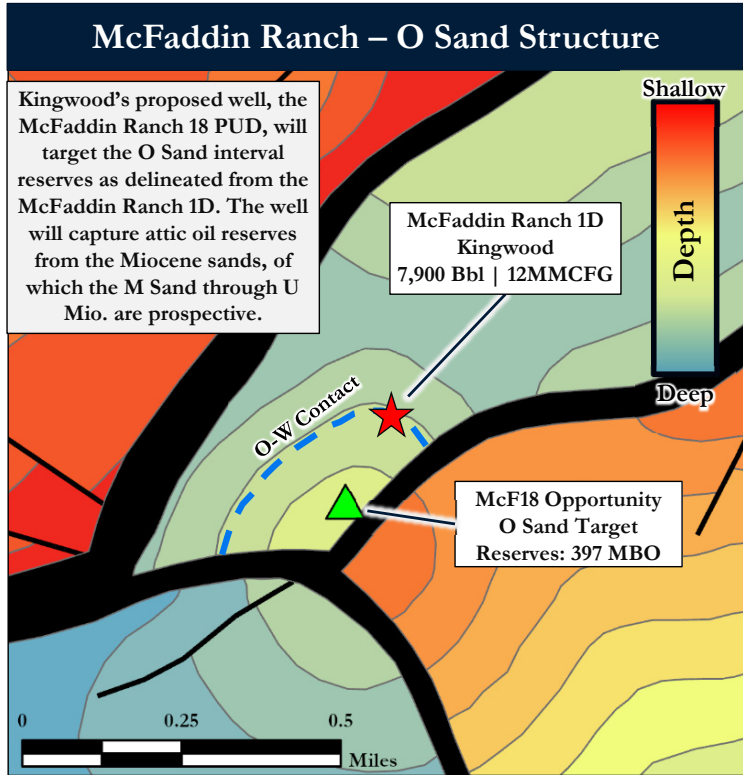 McFaddin Ranch – O Sand Structure
Kingwood's proposed well, the
McFaddin Ranch 18 PUD, will
target the O Sand interval
reserves as delineated from the
McFaddin Ranch 1D. The well
will capture attic oil reserves
from the Miocene sands, of
which the M Sand through U
Mio. are prospective.
Shallow
Depth
Deep
McFaddin Ranch 1D
Kingwood
7,900 Bbl | 12MMCFG
O-W Contact
McF18 Opportunity
O Sand Target
Reserves: 397 MBO
0 0.25 0.5
Miles